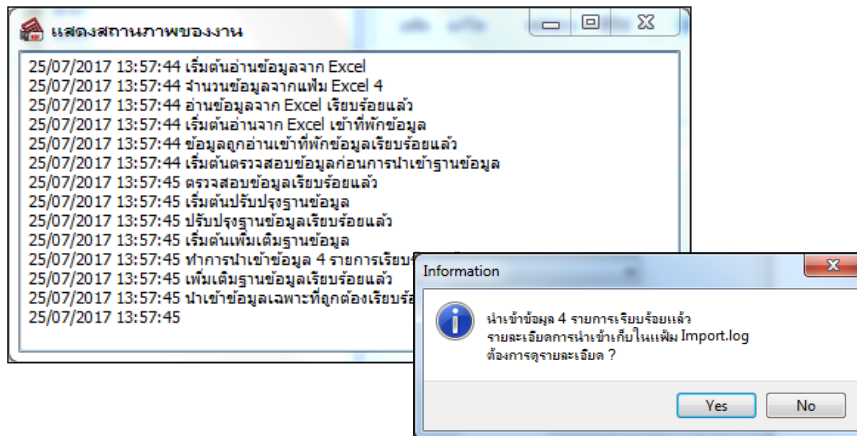 แสดงสถานภาพของงาน
25/07/2017 13:57:44 เริ่มต้นอ่านข้อมูลจาก Excel
25/07/2017 13:57:44 จำนวนข้อมูลจากแฟ้ม Excel 4
25/07/2017 13:57:44 อ่านข้อมูลจาก Excel เรียบร้อยแล้ว
25/07/2017 13:57:44 เริ่มต้นอ่านจาก Excel เข้าที่พักข้อมูล
25/07/2017 13:57:44 ข้อมูลถูกอ่านเข้าที่พักข้อมูลเรียบร้อยแล้ว
25/07/2017 13:57:44 เริ่มต้นตรวจสอบข้อมูลก่อนการนำเข้าฐานข้อมูล
25/07/2017 13:57:45 ตรวจสอบข้อมูลเรียบร้อยแล้ว
25/07/2017 13:57:45 เริ่มต้นปรับปรุงฐานข้อมูล
25/07/2017 13:57:45 ปรับปรุงฐานข้อมูลเรียบร้อยแล้ว
25/07/2017 13:57:45 เริ่มต้นเพิ่มเติมฐานข้อมูล
25/07/2017 13:57:45 ทำการนำเข้าข้อมูล 4 รายการเรียบร
25/07/2017 13:57:45 เพิ่มเติมฐานข้อมูลเรียบร้อยแล้ว
25/07/2017 13:57:45 นำเข้าข้อมูลเฉพาะที่ถูกต้องเรียบร้อ
25/07/2017 13:57:45
Information
นำเข้าข้อมูล 4 รายการเรียบร้อยแล้ว
รายละเอียดการนำเข้าเก็บในแฟ้ม Import.log
ต้องการดูรายละเอียด ?
Yes No